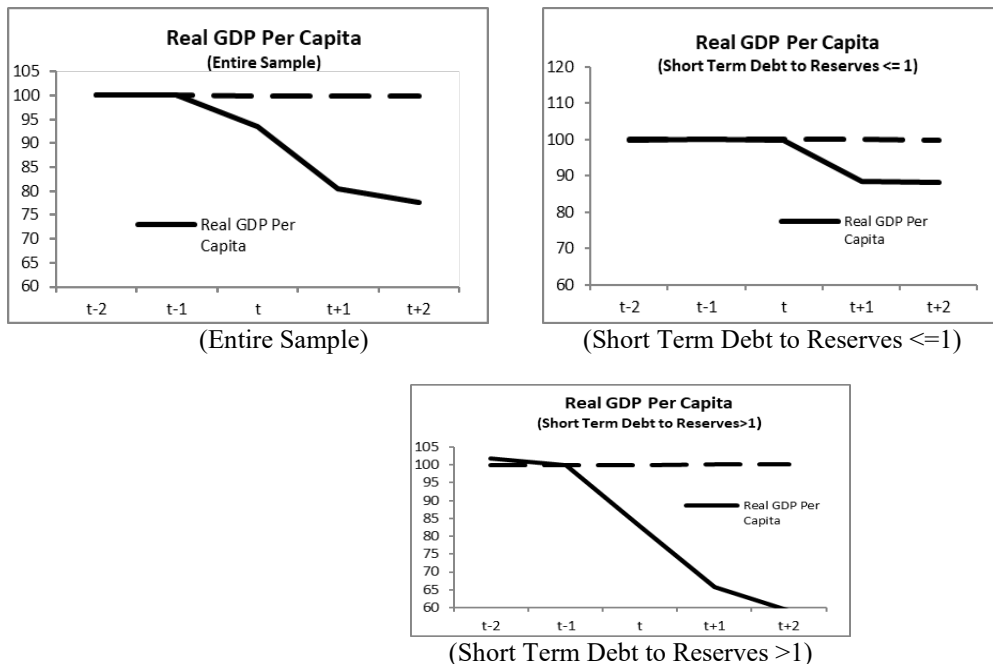 Real GDP Per Capita
(Entire Sample)
105
100
95
90
85
80
75
70
65
60
Real GDP Per
Capita
t-2 t-1 t t+1 t+2
(Entire Sample)
Real GDP Per Capita
(Short Term Debt to Reserves <= 1)
120
110
100
90
80
70
60
Real GDP Per
Capita
t-2 t-1 t t+1 t+2
(Short Term Debt to Reserves <=1)
Real GDP Per Capita
(Short Term Debt to Reserves>1)
105
100
95
90
85
80
75
70
65
60
Real GDP Per
Capita
t-2 t-1 t t+1 t+2
(Short Term Debt to Reserves >1)